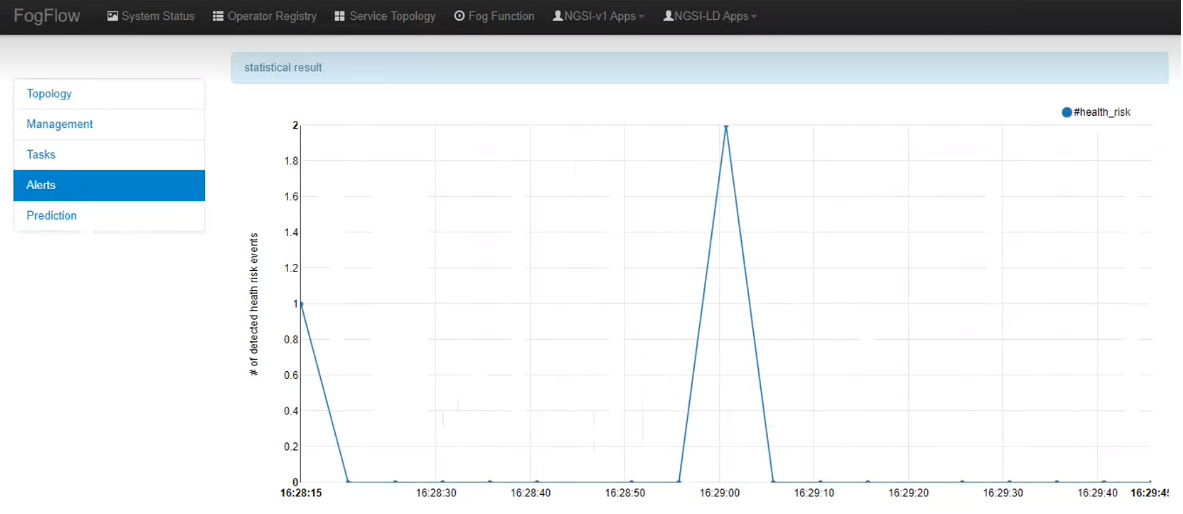 FogFlow System Status Operator Registry Service Topology Fog Function NGSI-v1 Apps NGSI-LD Apps
statistical result
Topology
Management
Tasks
Alerts
Prediction
#health_risk
# of detected heath risk events
2
1.8
1.6
1.4
1.2
1
0.8
0.6
0.4
0.2
0
16:28:15 16:28:30 16:28:40 16:28:50 16:29:00 16:29:10 16:29:20 16:29:30 16:29:40 16:29:45